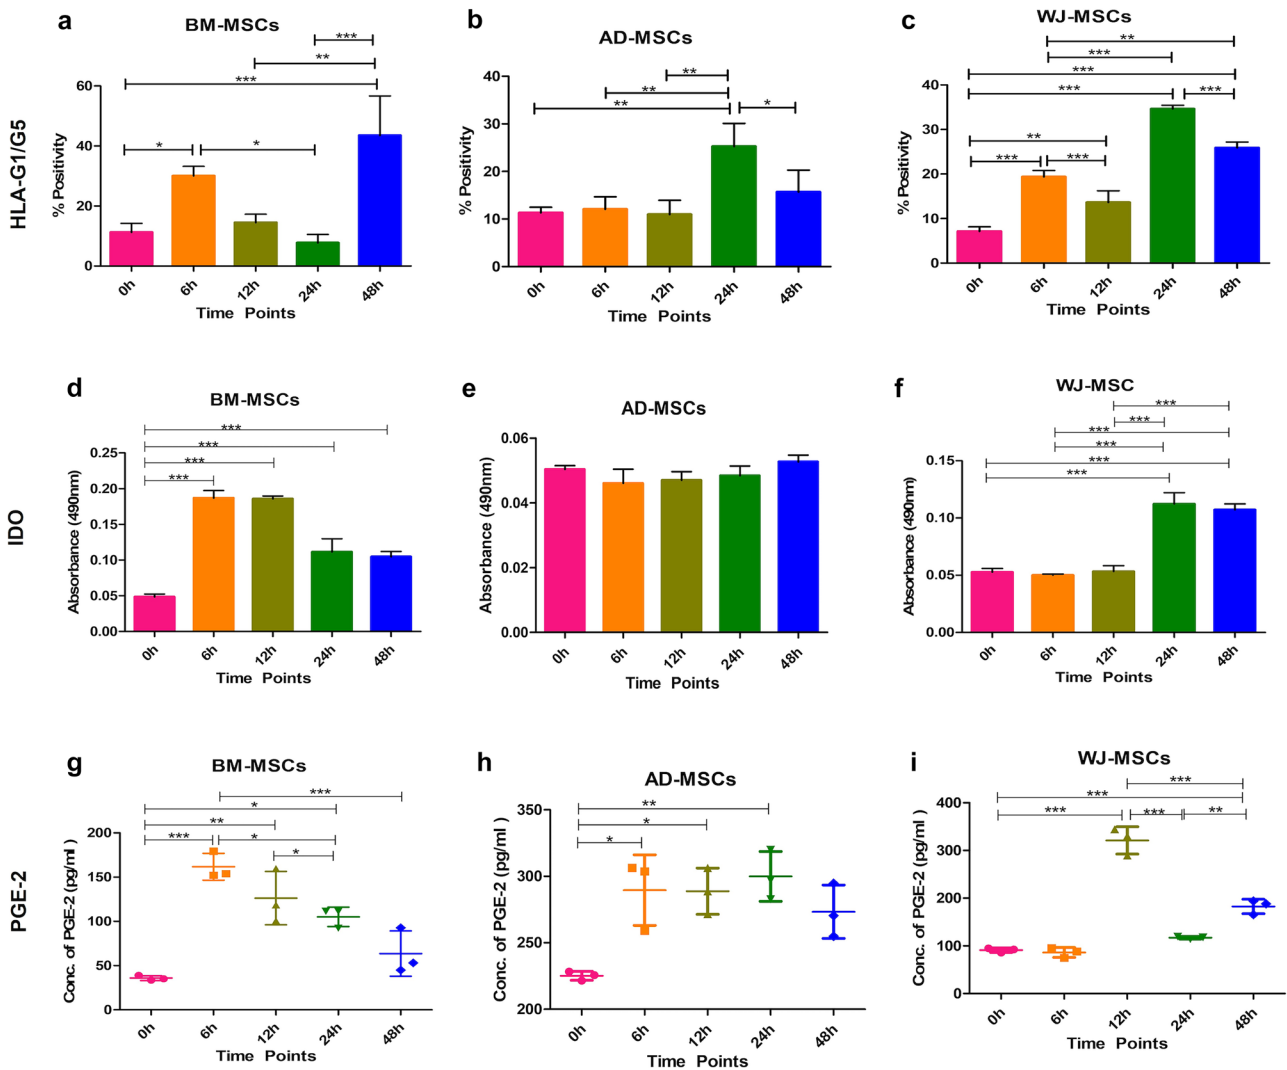 a
BM-MSCs
b
AD-MSCs
c
WJ-MSCs
HLA-G1/G5
% Positivity
60
40
20
0
***
**
***
*
*
0h
6h
12h
24h
48h
Time Points
% Positivity
40
30
20
10
0
**
**
**
*
0h
6h
12h
24h
48h
Time Points
% Positivity
40
30
20
10
0
**
***
***
***
***
**
***
***
0h
6h
12h
24h
48h
Time Points
d
BM-MSCs
e
AD-MSCs
f
WJ-MSC
IDO
Absorbance (490nm)
0.25
0.20
0.15
0.10
0.05
0.00
***
***
***
***
0h
6h
12h
24h
48h
Time Points
Absorbance (490nm)
0.06
0.04
0.02
0.00
0h
6h
12h
24h
48h
Time Points
Absorbance (490nm)
0.15
0.10
0.05
0.00
***
***
***
***
***
***
0h
6h
12h
24h
48h
Time Points
g
BM-MSCs
h
AD-MSCs
i
WJ-MSCs
PGE-2
Conc. of PGE-2 (pg/ml )
200
150
100
50
0
***
*
**
***
*
*
0h
6h
12h
24h
48h
Time Points
Conc. of PGE-2 (pg/ml )
350
300
250
200
**
*
*
0h
6h
12h
24h
48h
Time Points
Conc. of PGE-2 (pg/ml )
400
300
200
100
0
***
***
***
***
**
0h
6h
12h
24h
48h
Time Points